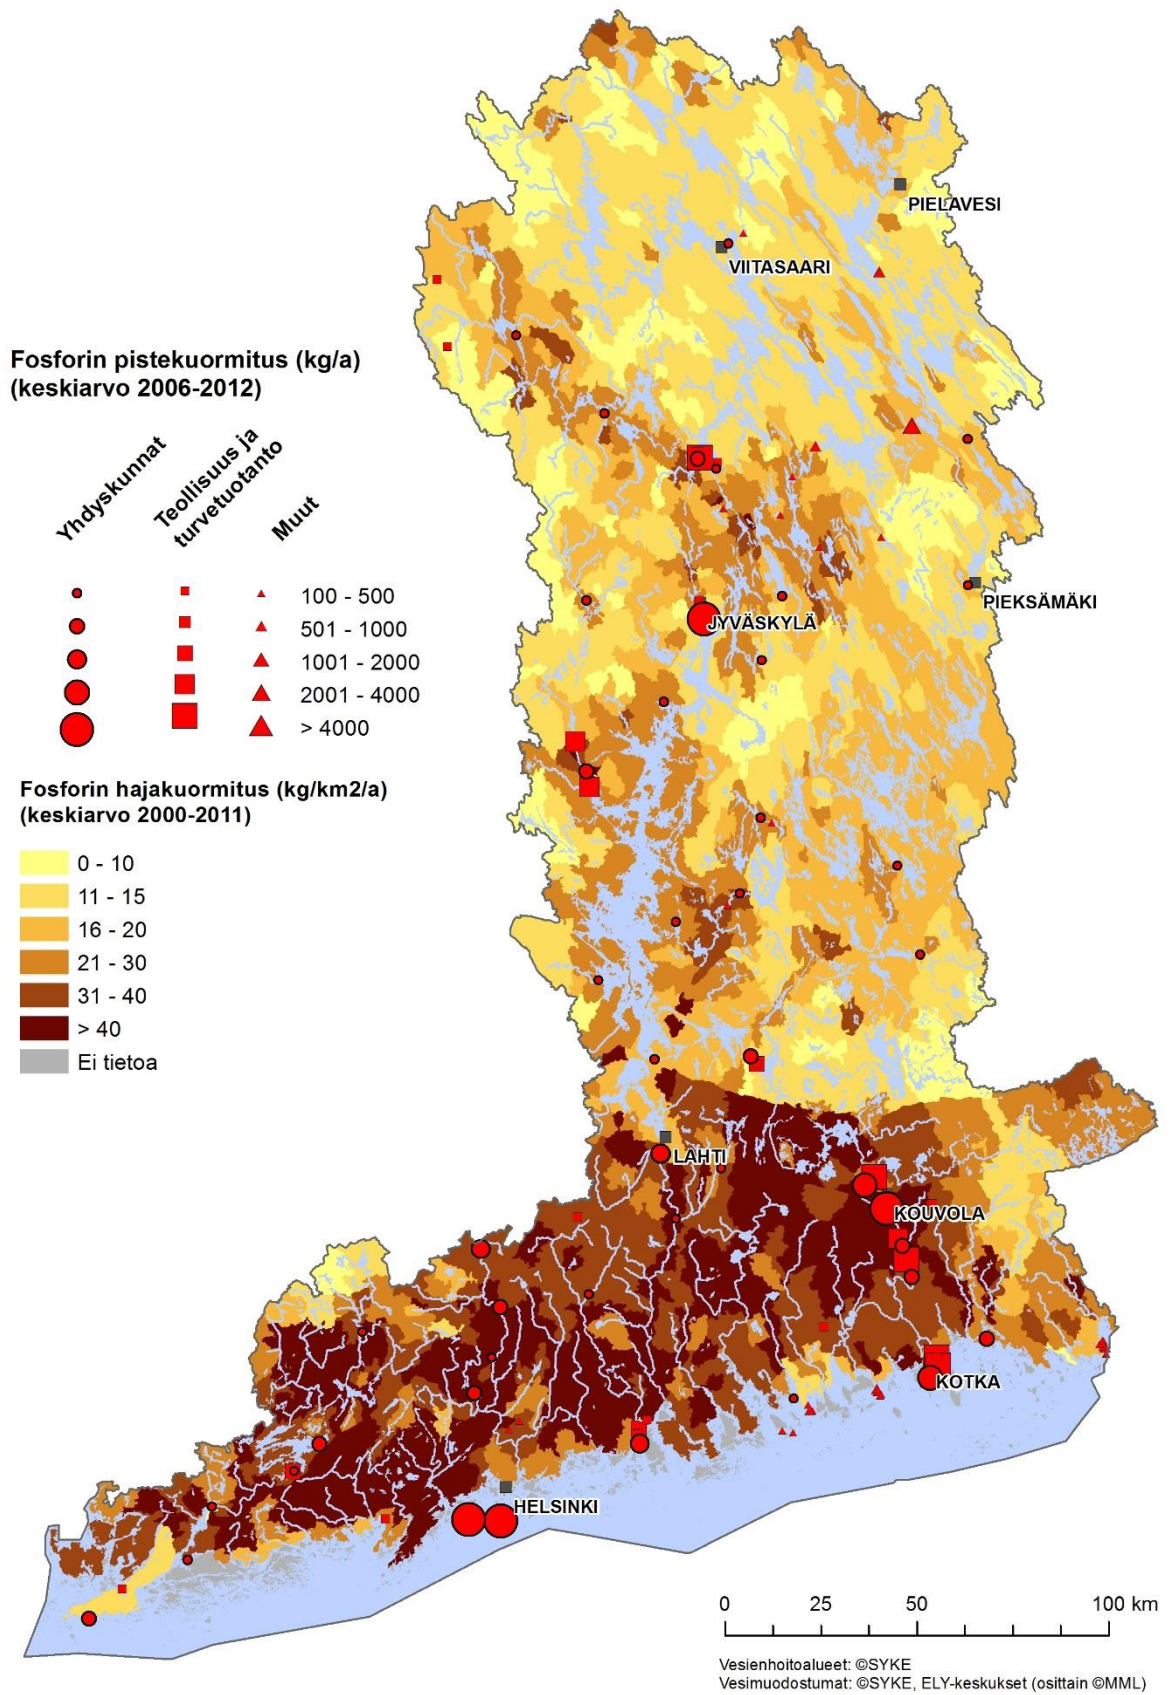 PIELAVESI
VIITASAARI
Fosforin pistekuormitus (kg/a)
(keskiarvo 2006-2012)
Yhdyskunnat
Teollisuus ja
turvetuotanto
Muut
100 - 500
501 - 1000
1001 - 2000
2001 - 4000
> 4000
PIEKSÄMÄKI
JYVÄSKYLÄ
Fosforin hajakuormitus (kg/km2/a)
(keskiarvo 2000-2011)
0 - 10
11 - 15
16 - 20
21 - 30
31 - 40
> 40
Ei tietoa
LAHTI
KOUVOLA
KOTKA
HELSINKI
0 25 50 100 km
Vesienhoitoalueet: ©SYKE
Vesimuodostumat: ©SYKE, ELY-keskukset (osittain ©MML)